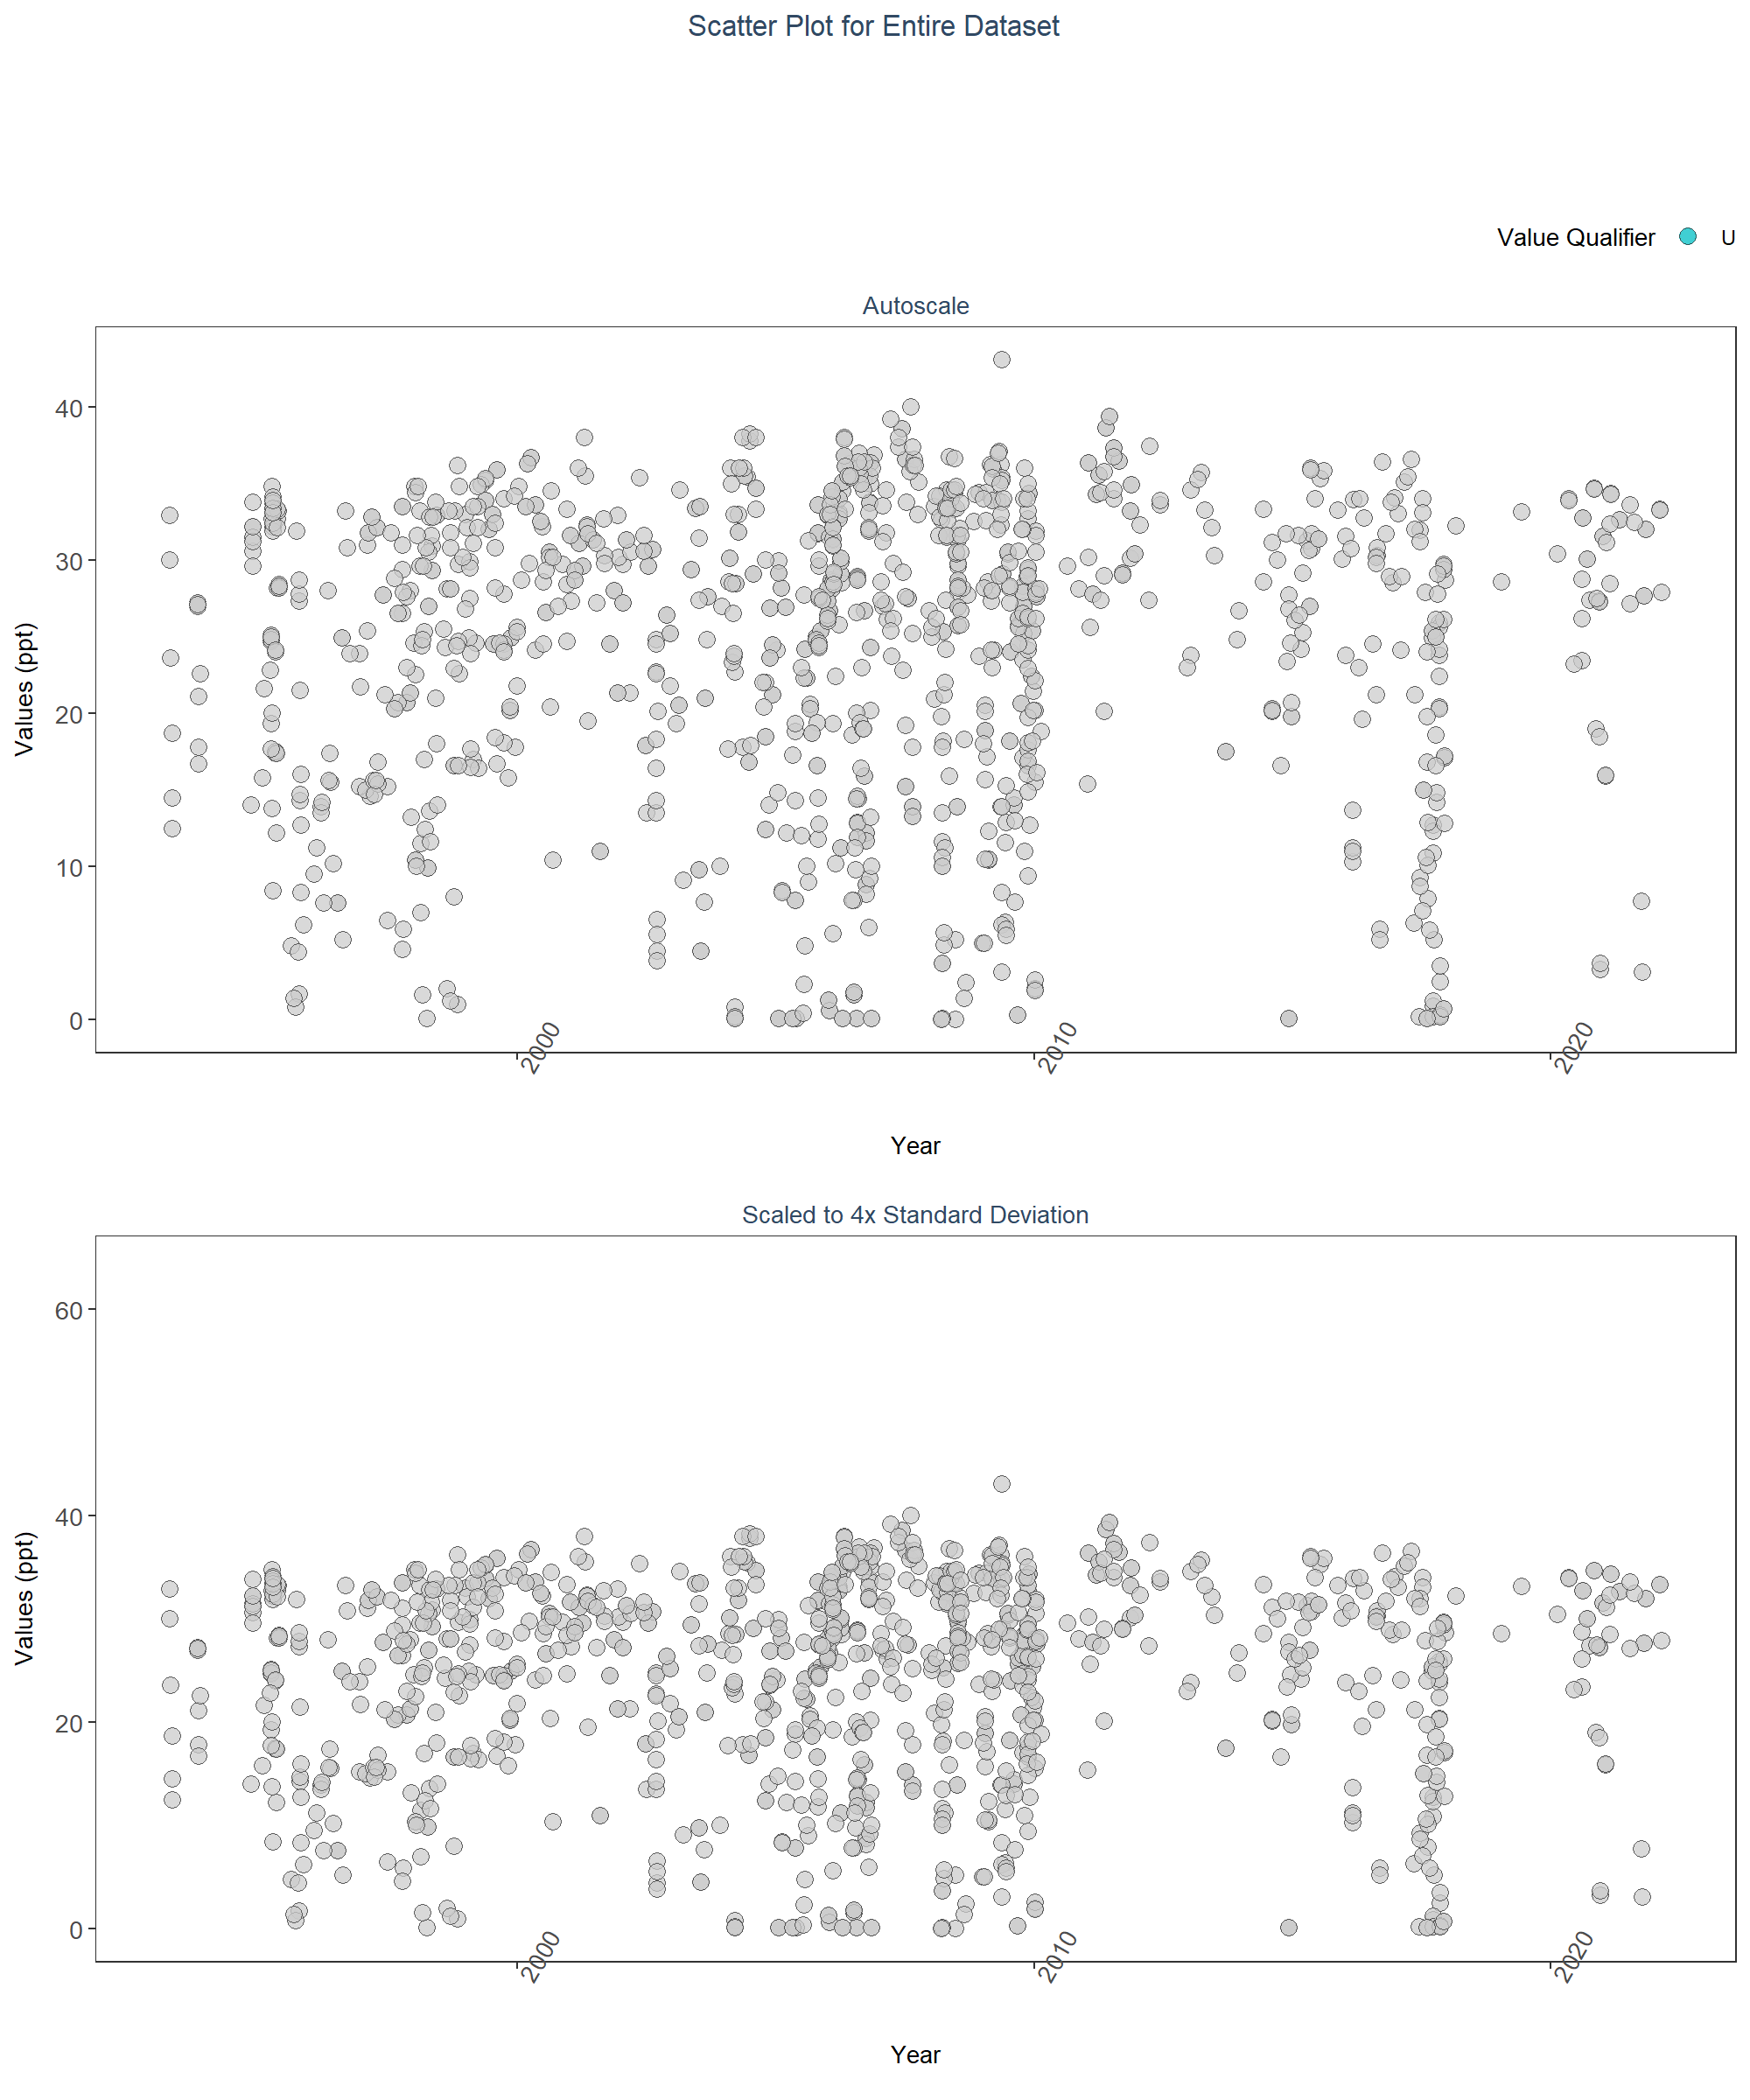 Scatter Plot for Entire Dataset
Value Qualifier U
Autoscale
Values (ppt)
40
30
20
10
0
2000 2010 2020
Year
Scaled to 4x Standard Deviation
Values (ppt)
60
40
20
0
2000 2010 2020
Year